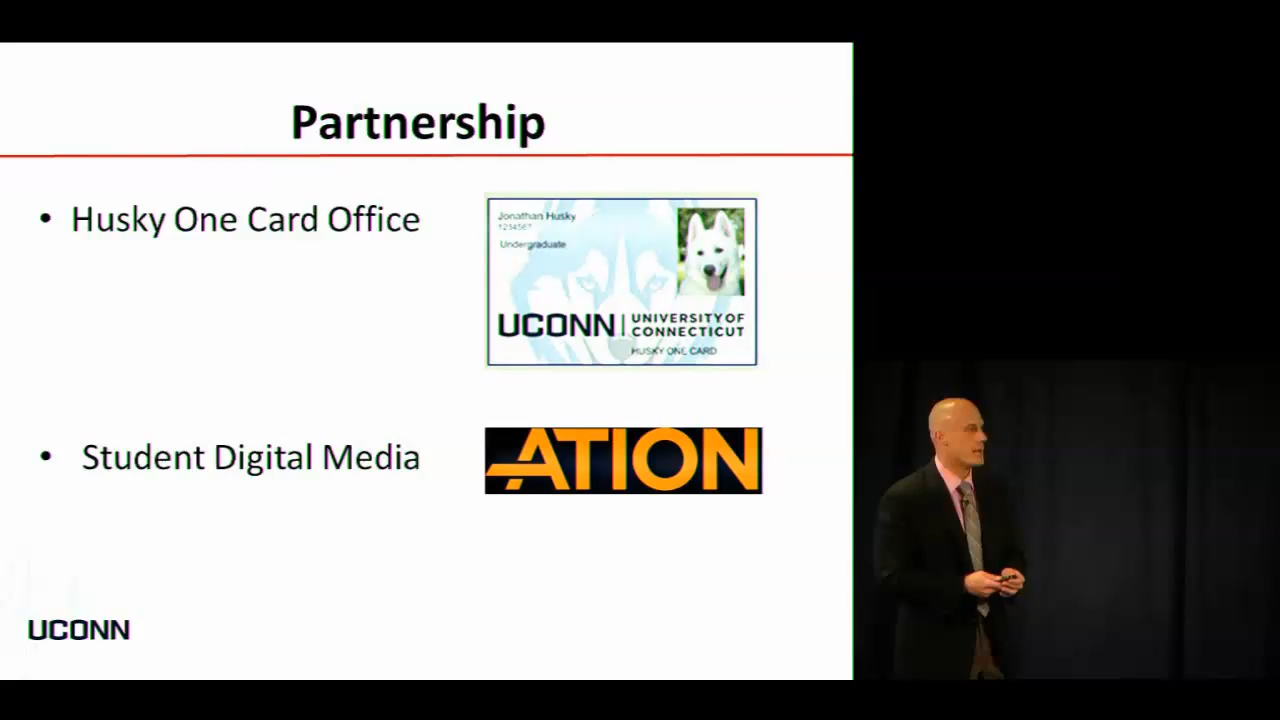 Partnership
• Husky One Card Office
Jonathan Husky
1234567
Undergraduate
UCONN | UNIVERSITY OF
CONNECTICUT
HUSKY ONE CARD
• Student Digital Media
ATION
UCONN